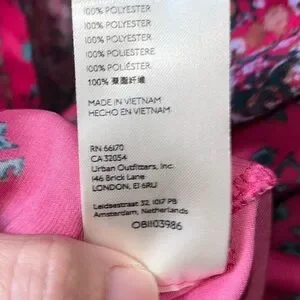 100% POLYESTER
100% POLYESTER
100% POLYESTER
100% POLIESTERE
100% POLIÉSTER
100% 聚酯纤维
MADE IN VIETNAM
HECHO EN VIETNAM
RN 66170
CA 32054
Urban Outfitters, Inc.
146 Brick Lane
LONDON, E1 6RU
Leidsestraat 32, 1017 PB
Amsterdam, Netherlands
OB1103986